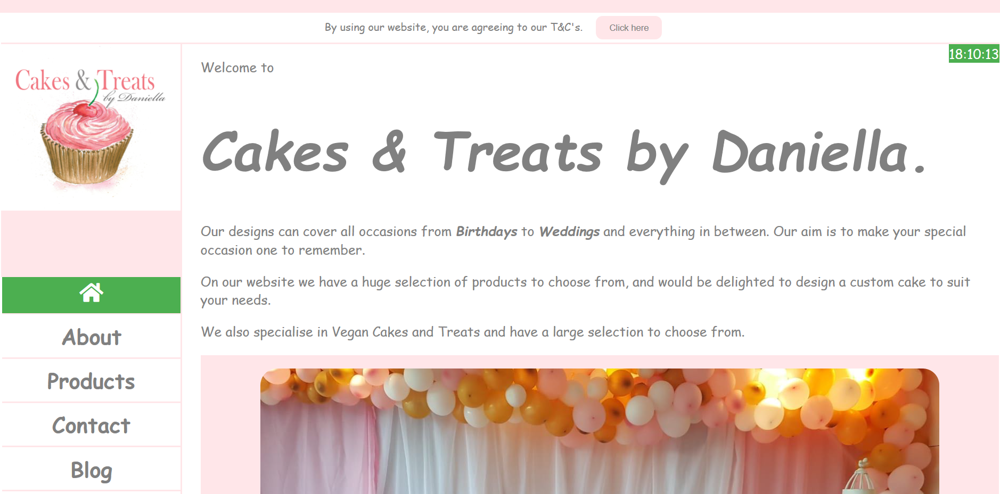 By using our website, you are agreeing to our T&C's.
Click here
18:10:13
Cakes & Treats
by Daniella
Welcome to
Cakes & Treats by Daniella.
Our designs can cover all occasions from Birthdays to Weddings and everything in between. Our aim is to make your special
occasion one to remember.
On our website we have a huge selection of products to choose from, and would be delighted to design a custom cake to suit
your needs.
We also specialise in Vegan Cakes and Treats and have a large selection to choose from.
About
Products
Contact
Blog